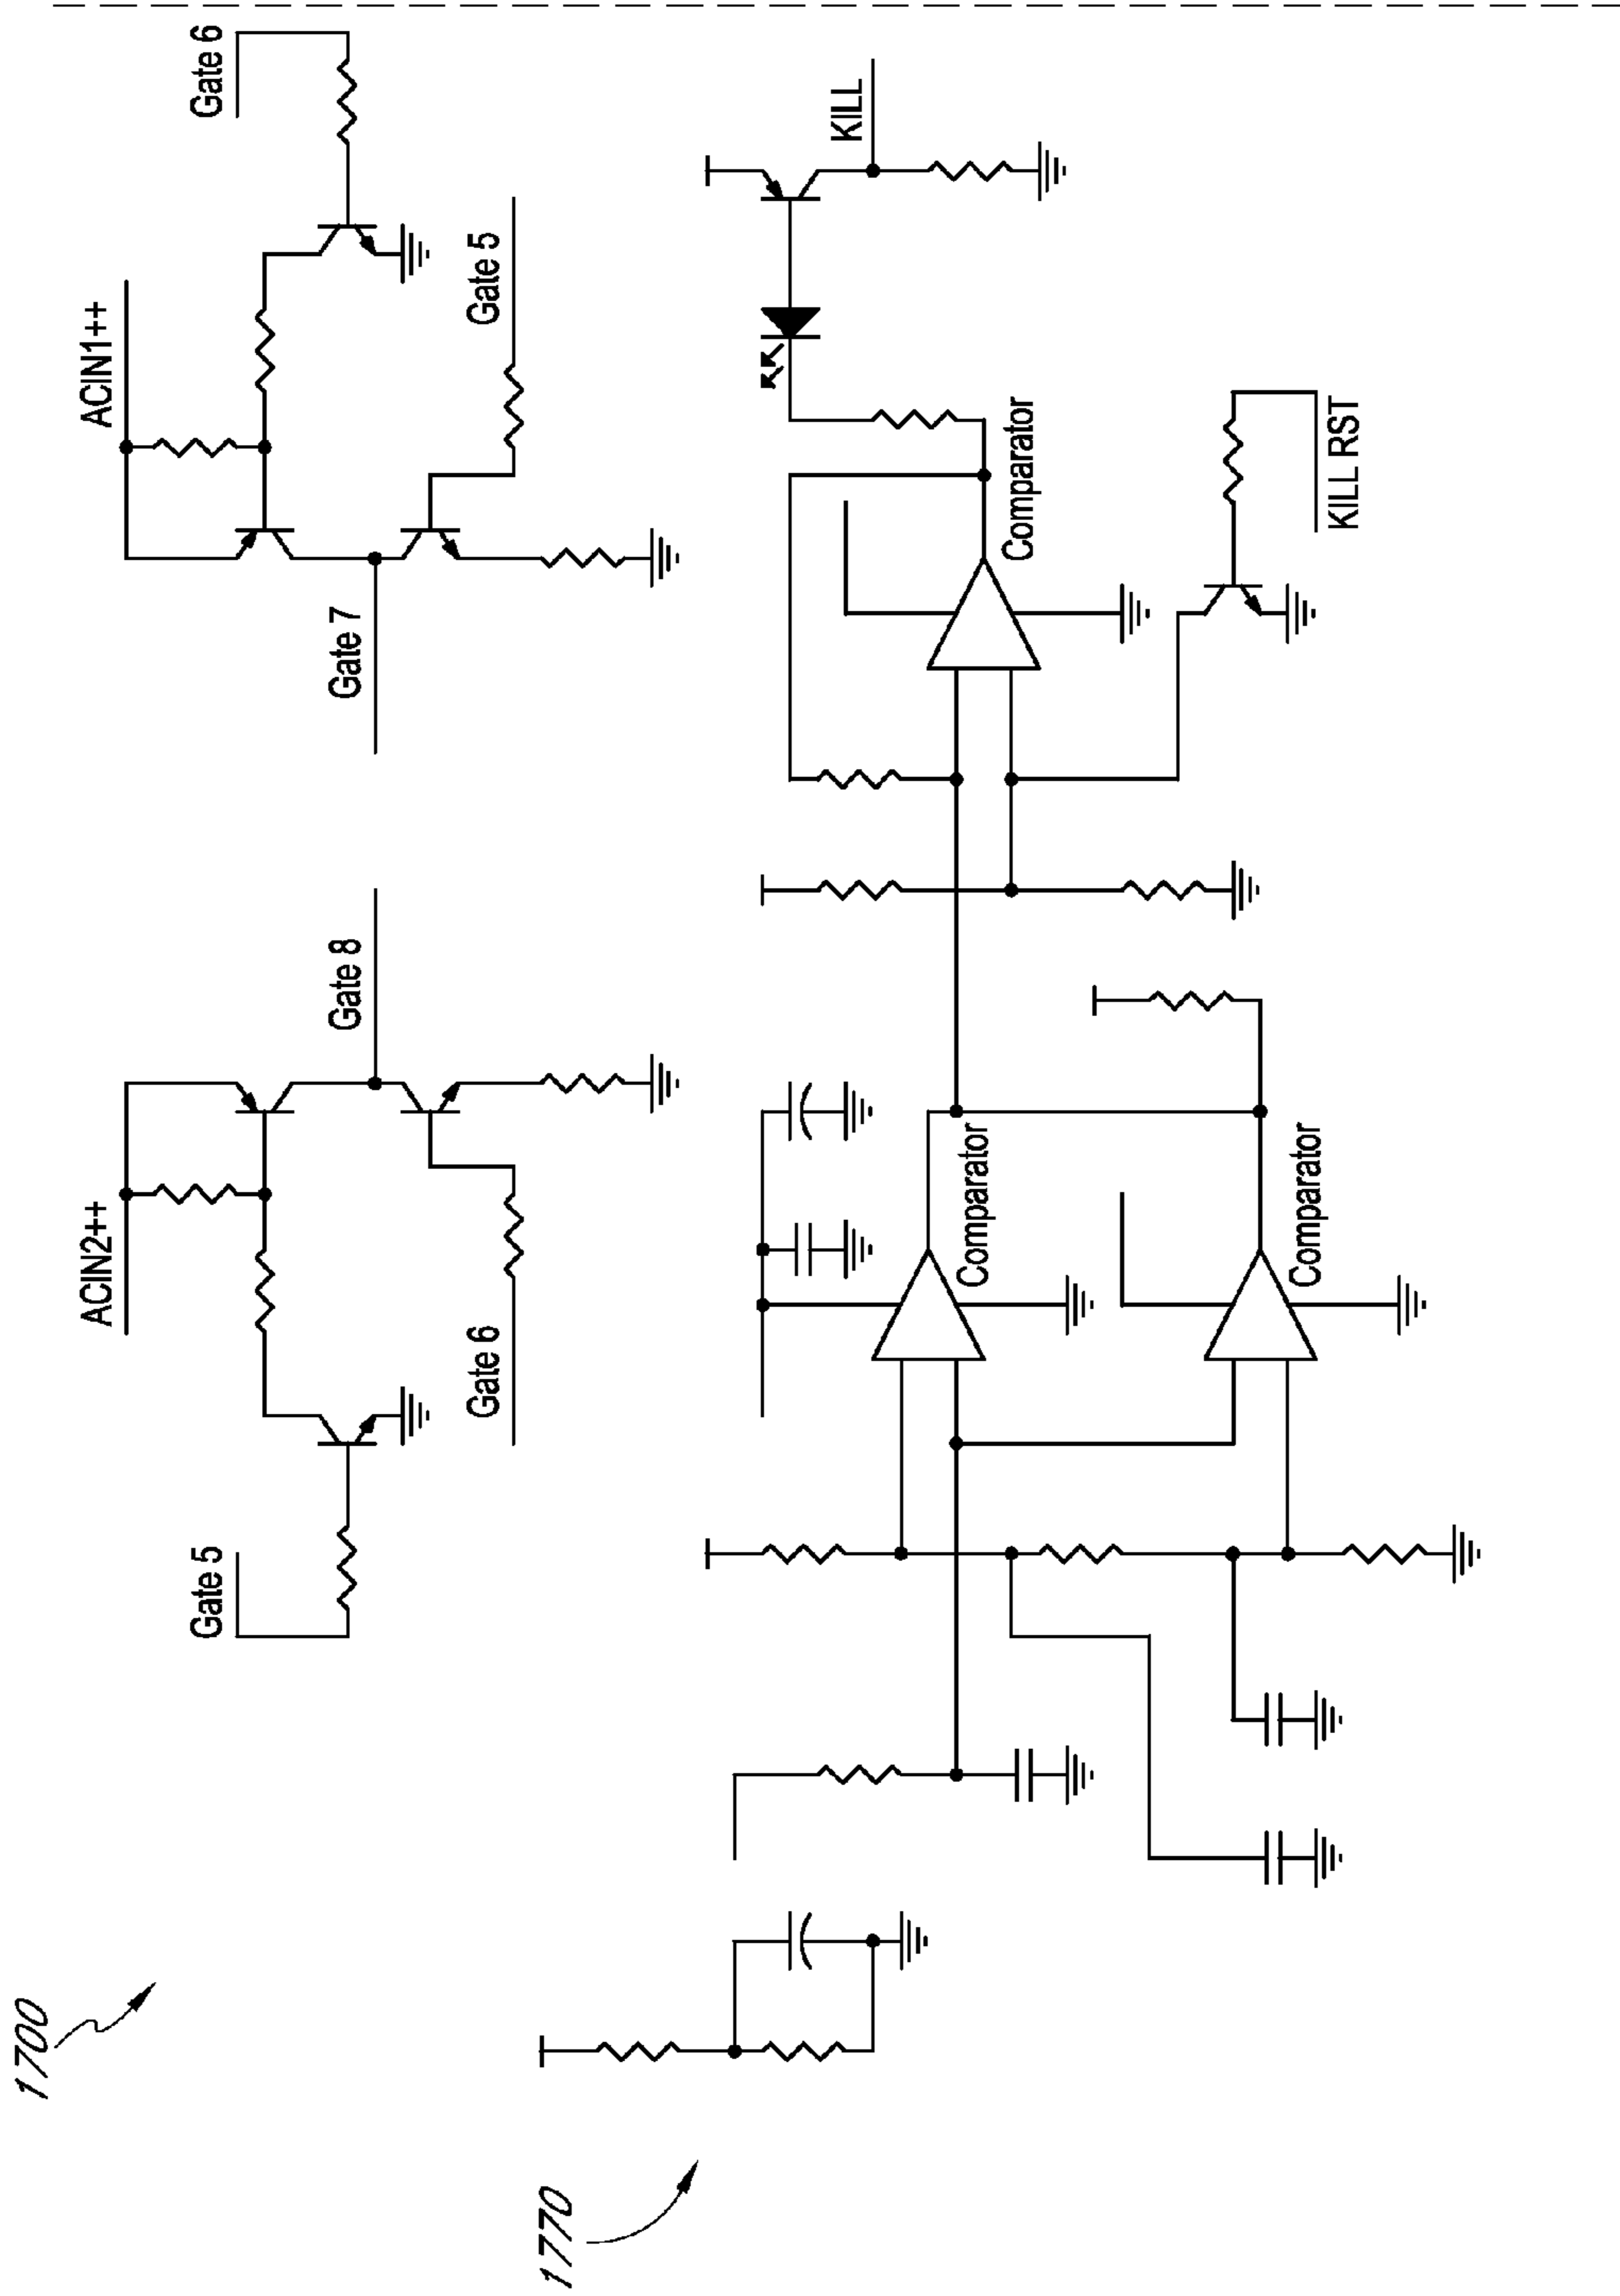 1700
Gate 5
ACIN2++
Gate 6
Gate 8
Gate 7
ACIN1++
Gate 5
Gate 6
1770
Comparator
Comparator
Comparator
KILL
KILL RST